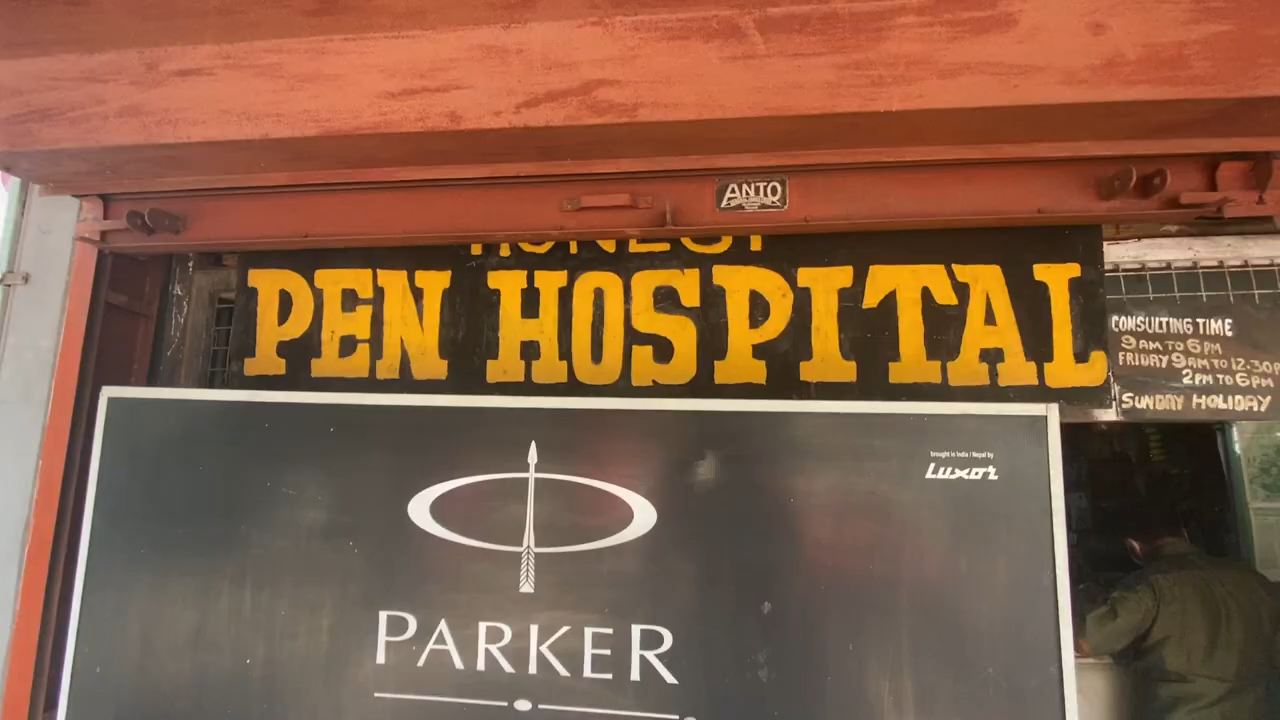 ANTO
HONEST
PEN HOSPITAL
CONSULTING TIME
9 AM TO 6 PM
FRIDAY 9 AM TO 12.30 P
2 PM TO 6 PM
SUNDAY HOLIDAY
brought in India / Nepal by
LUXOR
PARKER